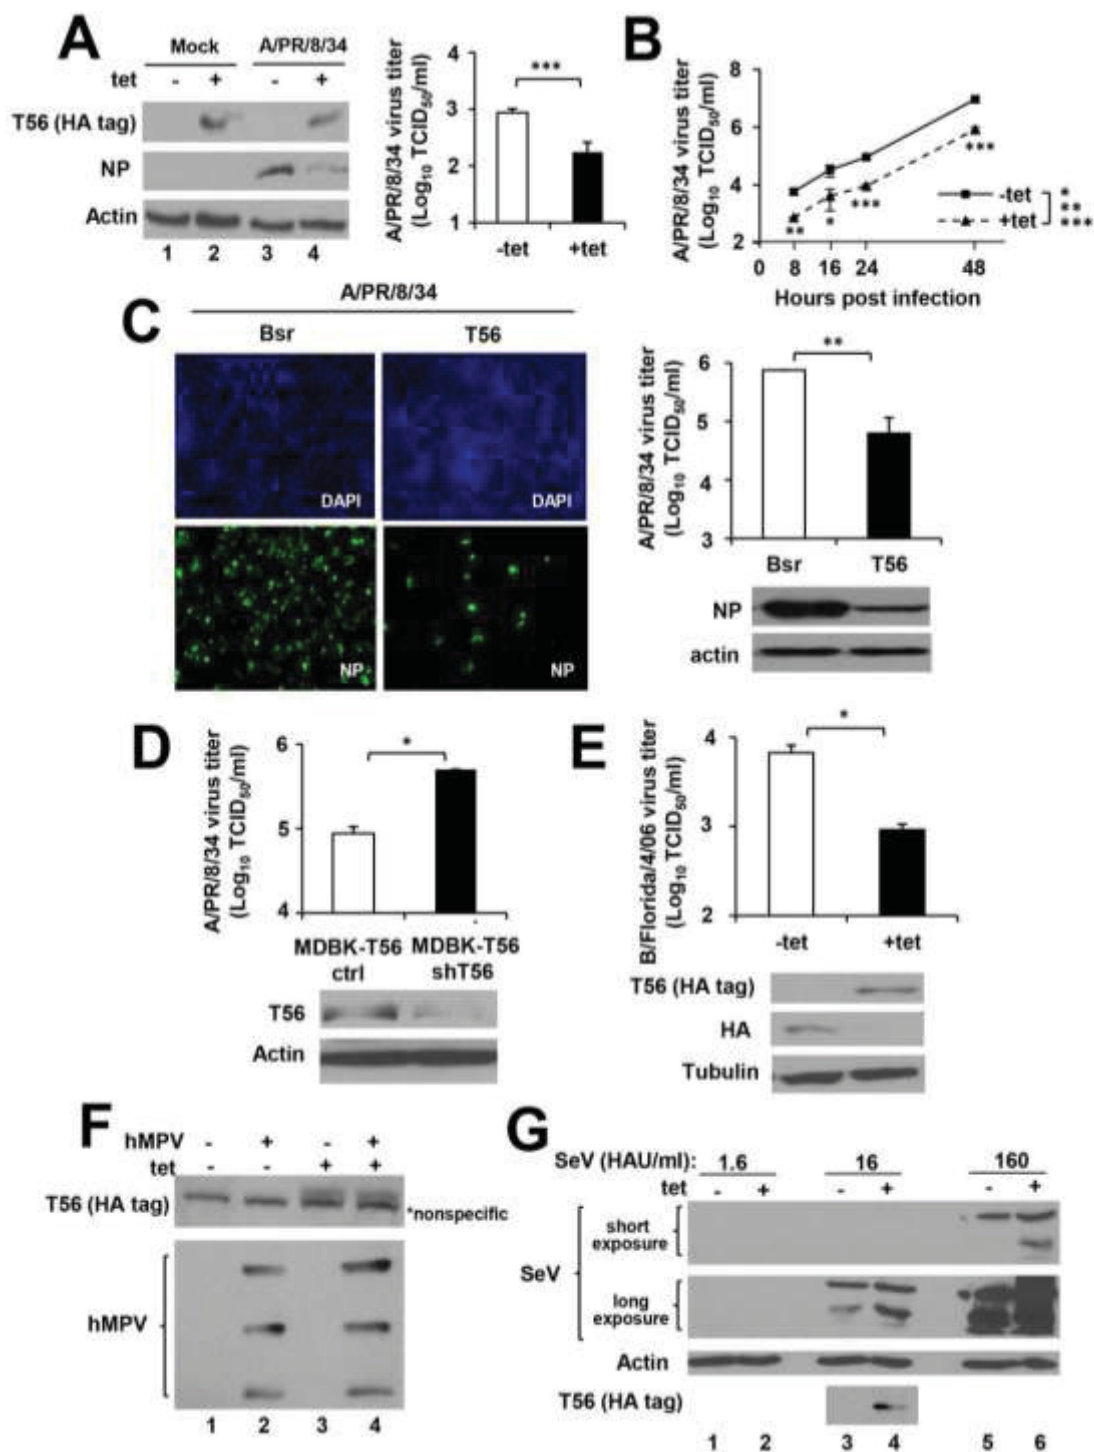 A
Mock A/PR/8/34
tet - + - +
T56 (HA tag)
NP
Actin
1 2 3 4
A/PR/8/34 virus titer
(Log10 TCID50/ml)
4
3
2
1
***
-tet +tet
B
A/PR/8/34 virus titer
(Log10 TCID50/ml)
8
6
4
2
** * *** ***
-tet *
**
+tet ***
0 8 16 24 48
Hours post infection
C
A/PR/8/34
Bsr T56
DAPI DAPI
NP NP
A/PR/8/34 virus titer
(Log10 TCID50/ml)
6
5
4
3
**
Bsr T56
NP
actin
D
A/PR/8/34 virus titer
(Log10 TCID50/ml)
6
5
4
*
MDBK-T56 MDBK-T56
ctrl shT56
T56
Actin
E
B/Florida/4/06 virus titer
(Log10 TCID50/ml)
4
3
2
*
-tet +tet
T56 (HA tag)
HA
Tubulin
F
hMPV - + - +
tet - - + +
T56 (HA tag)
*nonspecific
hMPV
1 2 3 4
G
SeV (HAU/ml): 1.6 16 160
tet - + - + - +
short
exposure
SeV
long
exposure
Actin
T56 (HA tag)
1 2 3 4 5 6